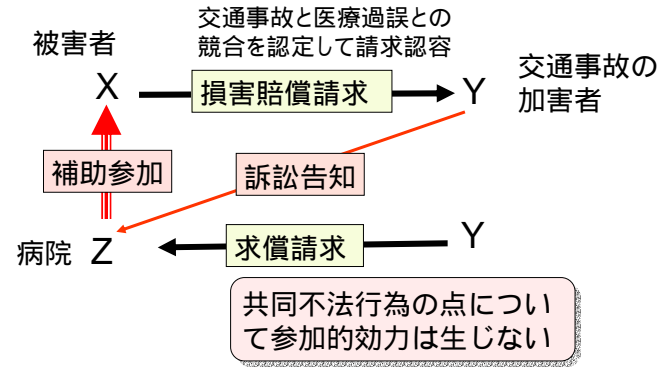 交通事故と医療過誤との
競合を認定して請求認容
被害者
X
損害賠償請求
Y
交通事故の
加害者
補助参加
訴訟告知
病院 Z
求償請求
Y
共同不法行為の点につい
て参加的効力は生じない